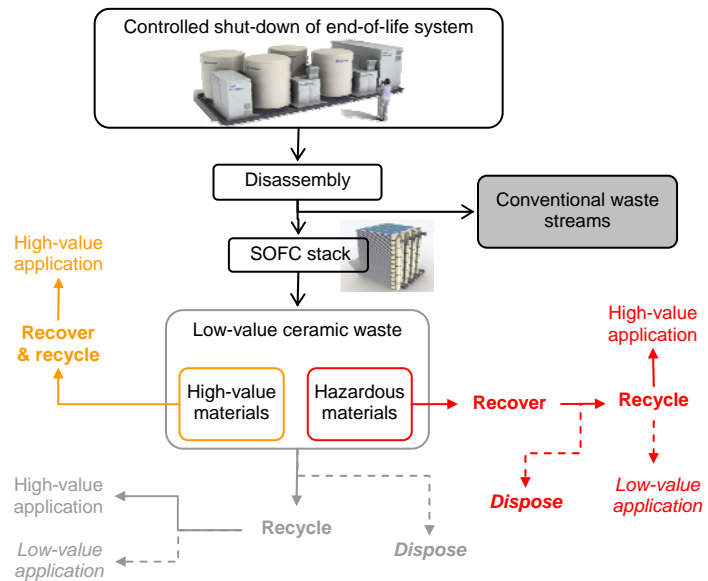 Controlled shut-down of end-of-life system
Disassembly
Conventional waste
streams
SOFC stack
High-value
application
Recover
& recycle
Low-value ceramic waste
High-value
materials
Hazardous
materials
Recover
Recycle
High-value
application
Dispose
Low-value
application
High-value
application
Recycle
Low-value
application
Dispose